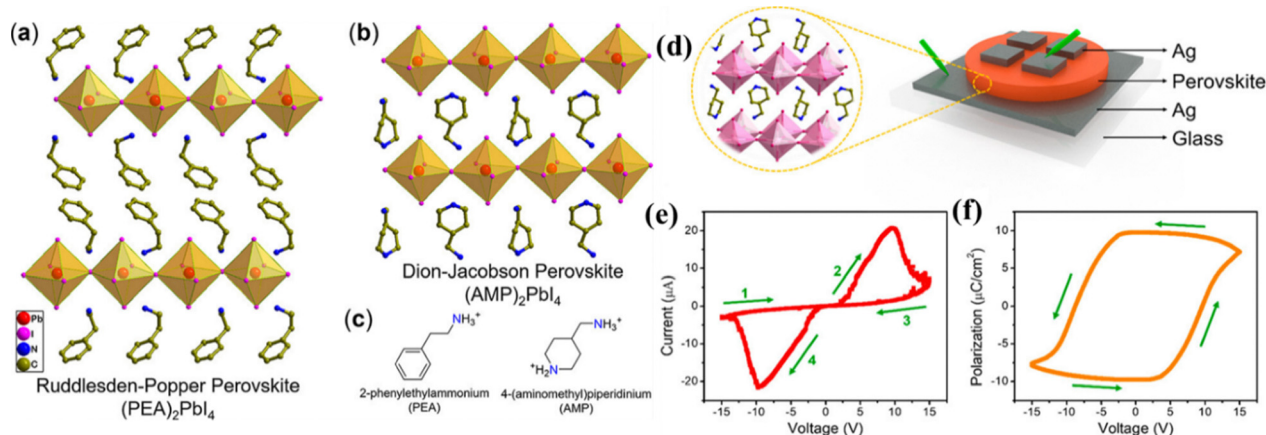 (a)
Pb
I
N
C
Ruddlesden-Popper Perovskite
(PEA)₂PbI₄
(b)
Dion-Jacobson Perovskite
(AMP)₂PbI₄
(c)
NH₃⁺
2-phenylethylammonium
(PEA)
NH₃⁺
⁺H₂N
4-(aminomethyl)piperidinium
(AMP)
(d)
Ag
Perovskite
Ag
Glass
(e)
Current (μA)
20
10
0
-10
-20
1
2
3
4
-15 -10 -5 0 5 10 15
Voltage (V)
(f)
Polarization (μC/cm²)
10
5
0
-5
-10
-15 -10 -5 0 5 10 15
Voltage (V)